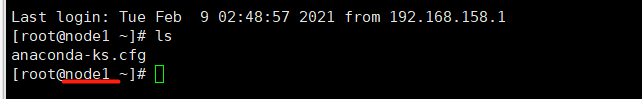 Last login: Tue Feb  9 02:48:57 2021 from 192.168.158.1
[root@node1 ~]# ls
anaconda-ks.cfg
[root@node1 ~]#